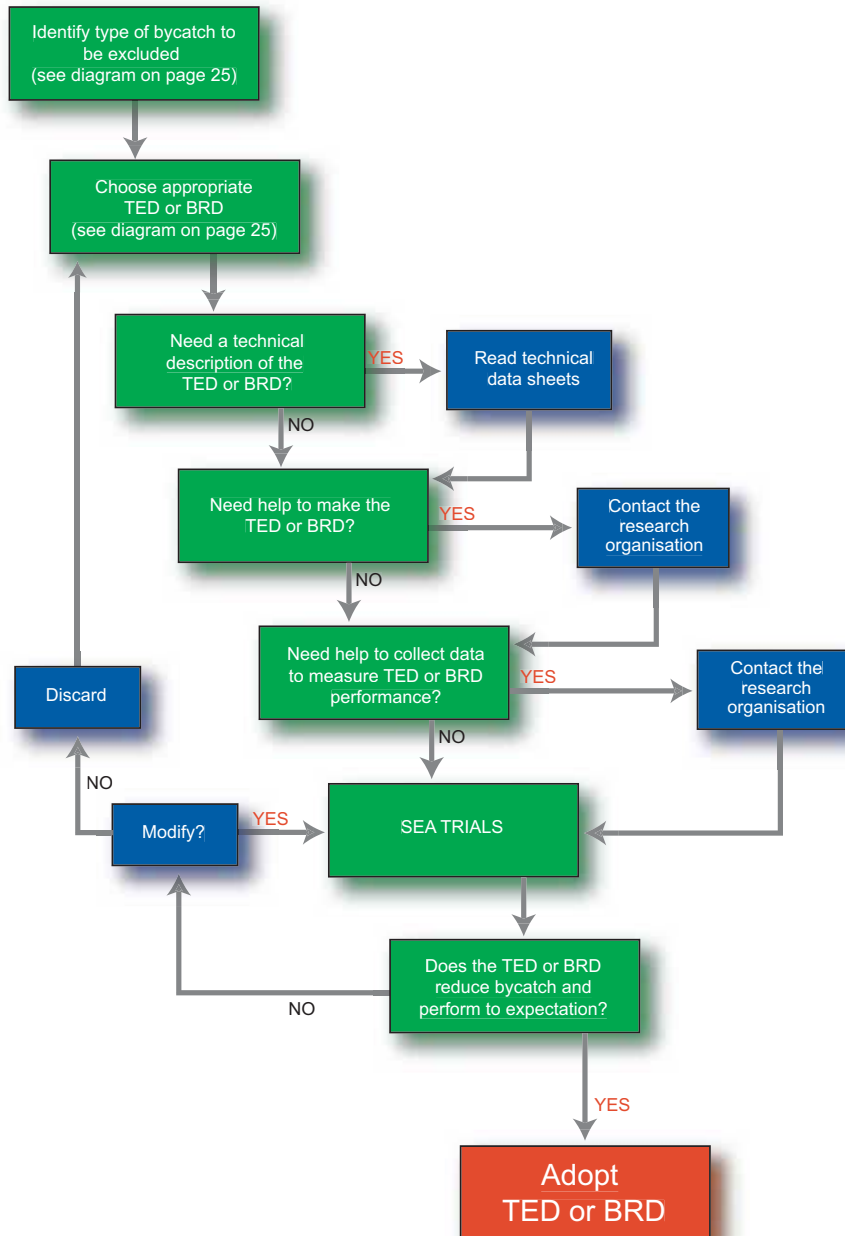 Identify type of bycatch to
be excluded
(see diagram on page 25)
Choose appropriate
TED or BRD
(see diagram on page 25)
Need a technical
description of the
TED or BRD?
YES
Read technical
data sheets
NO
Need help to make the
TED or BRD?
YES
Contact the
research
organisation
NO
Need help to collect data
to measure TED or BRD
performance?
YES
Contact the
research
organisation
NO
Discard
NO
Modify?
YES
SEA TRIALS
Does the TED or BRD
reduce bycatch and
perform to expectation?
NO
YES
Adopt
TED or BRD